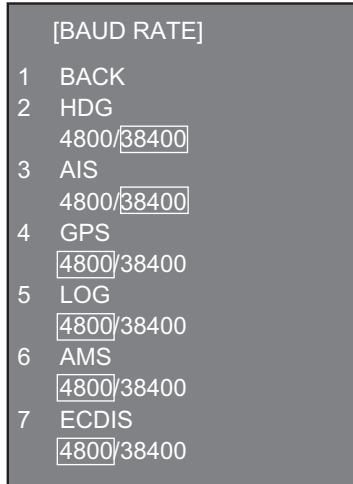 [BAUD RATE]
1 BACK
2 HDG
4800/38400
3 AIS
4800/38400
4 GPS
4800/38400
5 LOG
4800/38400
6 AMS
4800/38400
7 ECDIS
4800/38400